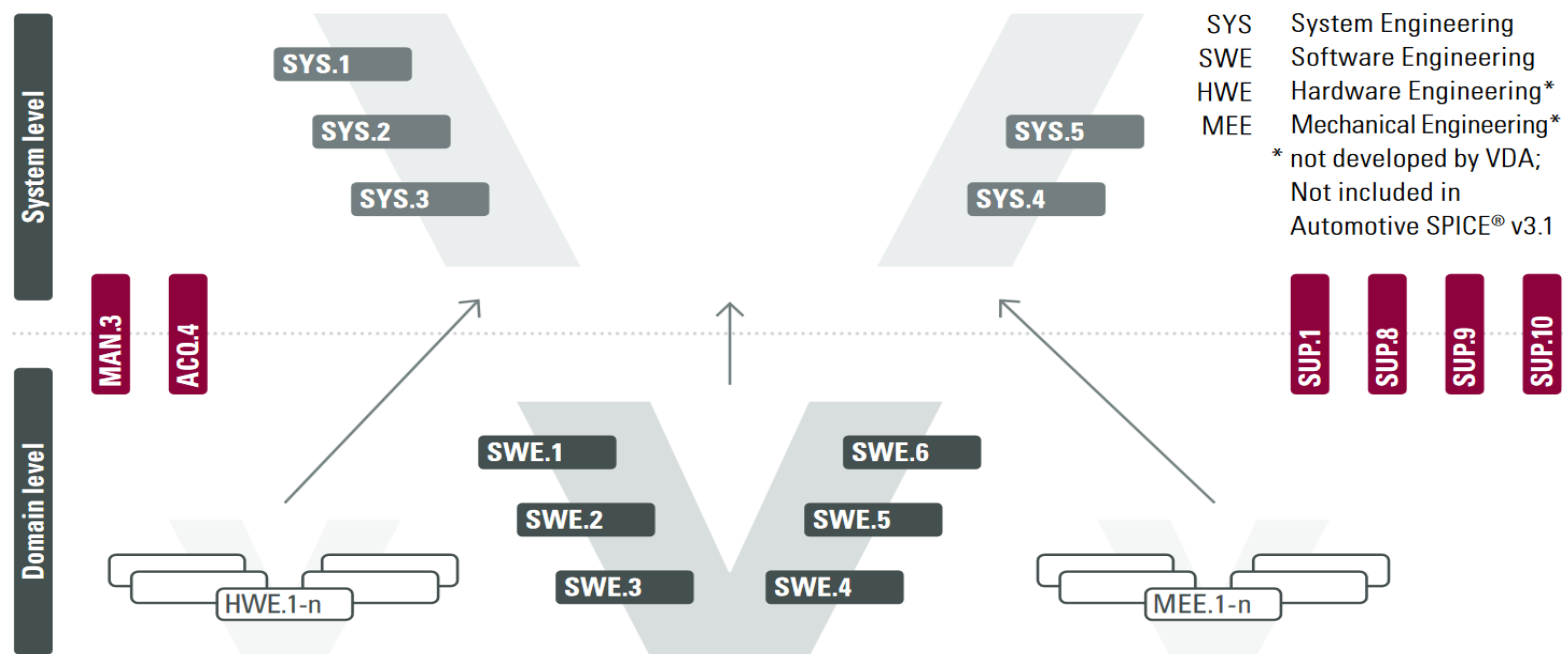 System level
SYS.1
SYS.2
SYS.3
SYS.5
SYS.4
SYS System Engineering
SWE Software Engineering
HWE Hardware Engineering*
MEE Mechanical Engineering*
* not developed by VDA;
Not included in
Automotive SPICE® v3.1
MAN.3
ACQ.4
SUP.1
SUP.8
SUP.9
SUP.10
Domain level
SWE.1
SWE.2
SWE.3
SWE.6
SWE.5
SWE.4
HWE.1-n
MEE.1-n